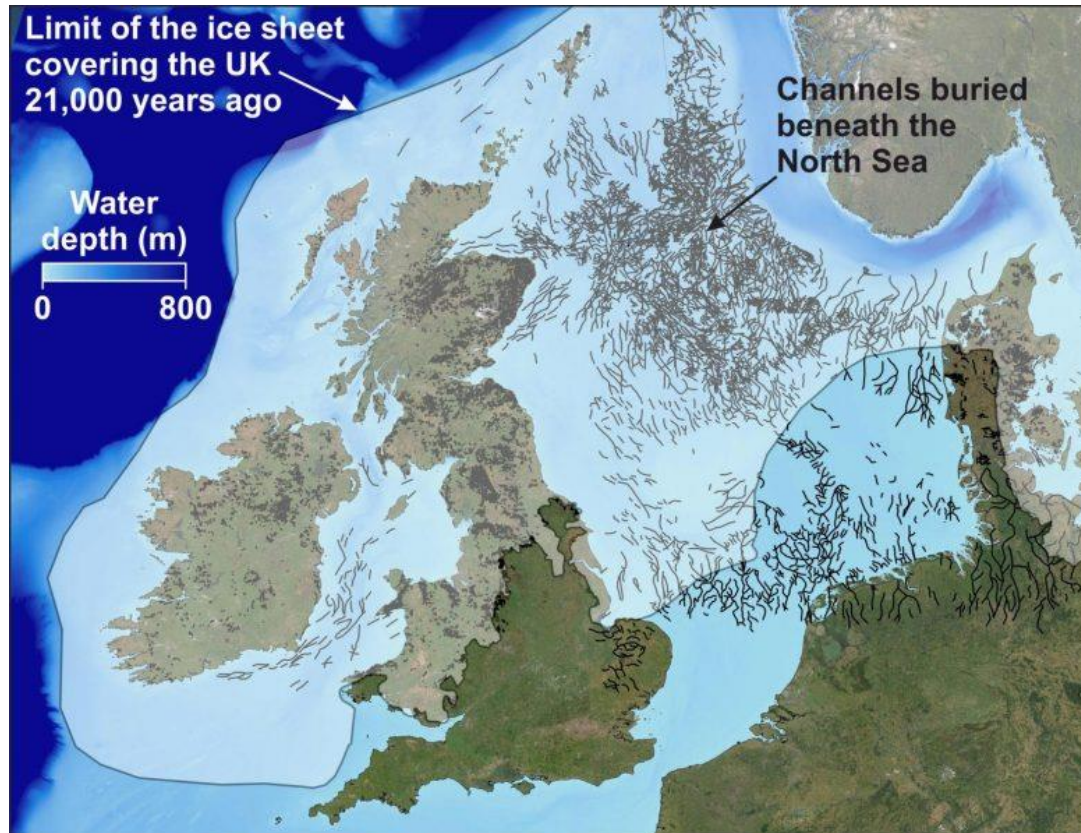 Limit of the ice sheet
covering the UK
21,000 years ago
Channels buried
beneath the
North Sea
Water
depth (m)
0 800